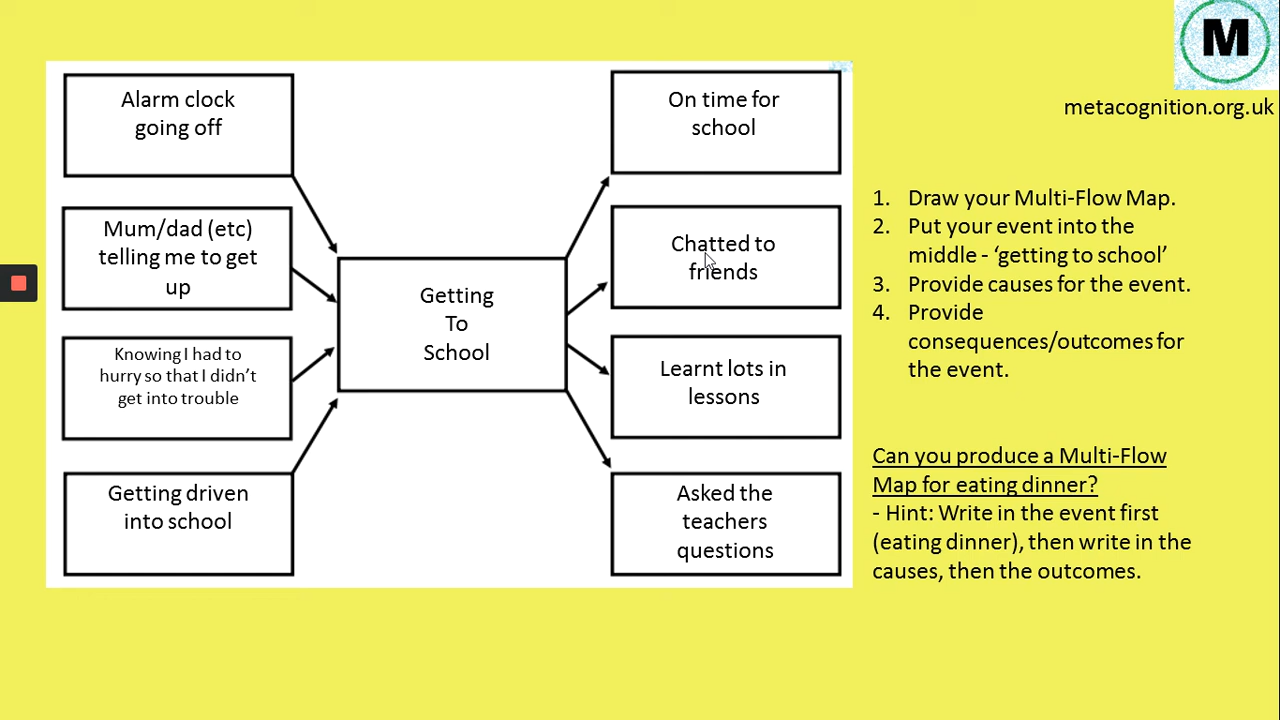 Alarm clock
going off
Mum/dad (etc)
telling me to get
up
Knowing I had to
hurry so that I didn't
get into trouble
Getting driven
into school
Getting
To
School
On time for
school
Chatted to
friends
Learnt lots in
lessons
Asked the
teachers
questions
M
metacognition.org.uk
1. Draw your Multi-Flow Map.
2. Put your event into the
middle - ‘getting to school’
3. Provide causes for the event.
4. Provide
consequences/outcomes for
the event.
Can you produce a Multi-Flow
Map for eating dinner?
- Hint: Write in the event first
(eating dinner), then write in the
causes, then the outcomes.